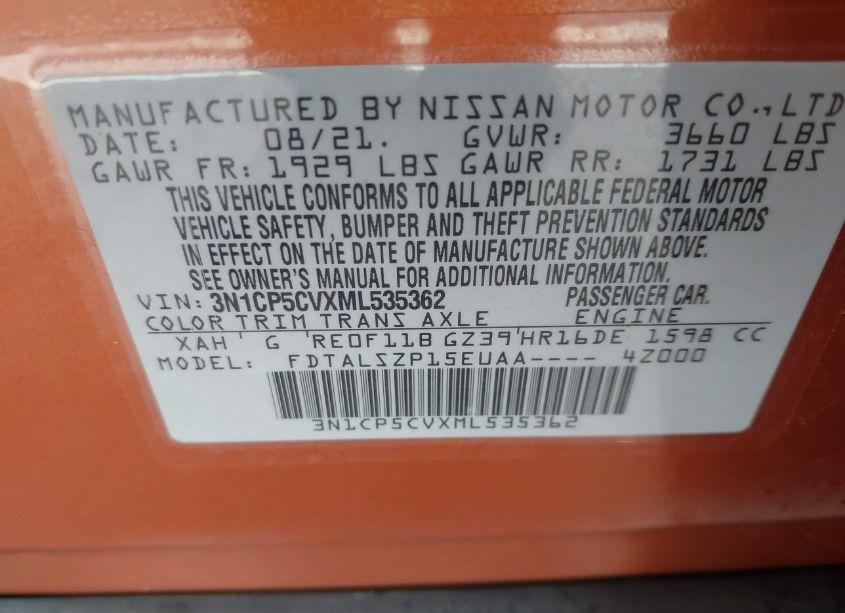 MANUFACTURED BY NISSAN MOTOR CO.,LTD
DATE: 08/21. GVWR: 3660 LBS
GAWR FR: 1929 LBS GAWR RR: 1731 LBS
THIS VEHICLE CONFORMS TO ALL APPLICABLE FEDERAL MOTOR
VEHICLE SAFETY, BUMPER AND THEFT PREVENTION STANDARDS
IN EFFECT ON THE DATE OF MANUFACTURE SHOWN ABOVE.
SEE OWNER'S MANUAL FOR ADDITIONAL INFORMATION.
VIN: 3N1CP5CVXML535362 PASSENGER CAR.
COLOR TRIM TRANS AXLE ENGINE
XAH ' G ' RE0F11B GZ39'HR16DE 1598 CC
MODEL: FDTALSZP15EUAA---- 4Z000
3N1CP5CVXML535362